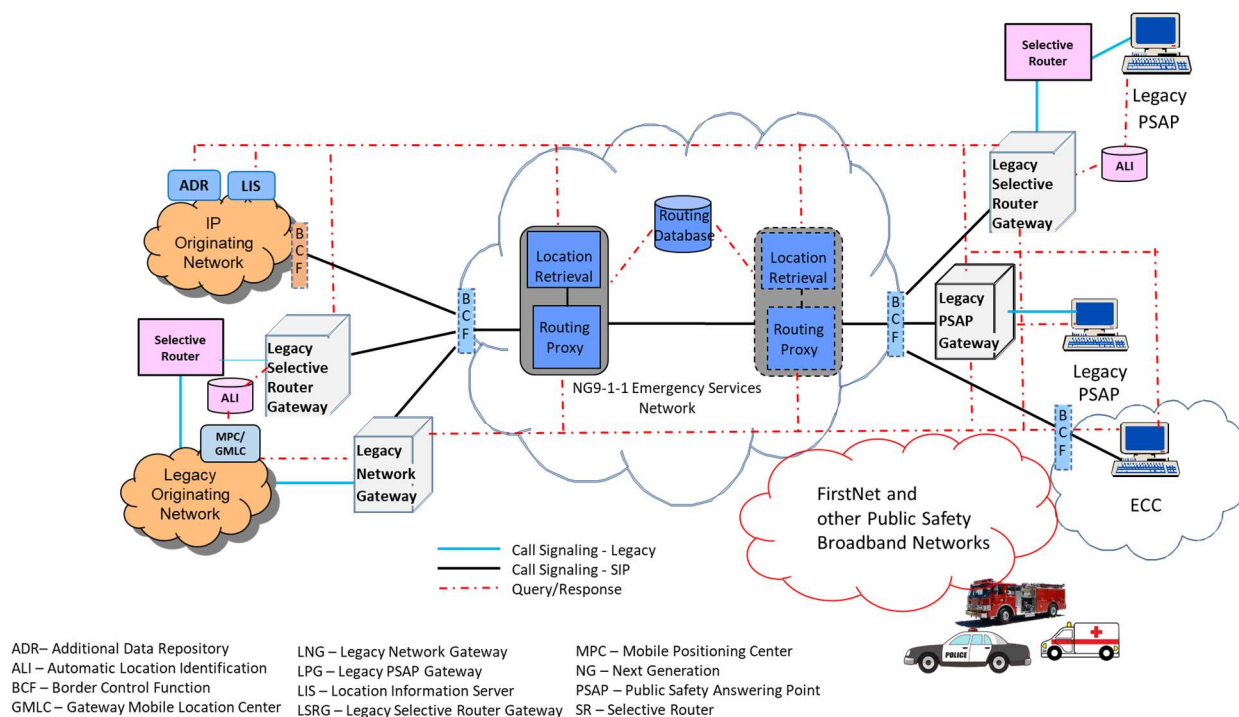 Selective
Router
Legacy
PSAP
ALI
Legacy
Selective
Router
Gateway
ADR
LIS
IP
Originating
Network
B
C
F
Routing
Database
Location
Retrieval
Routing
Proxy
Location
Retrieval
Routing
Proxy
B
C
F
B
C
F
Legacy
PSAP
Gateway
Legacy
PSAP
Selective
Router
Legacy
Selective
Router
Gateway
ALI
MPC/
GMLC
Legacy
Originating
Network
Legacy
Network
Gateway
NG9-1-1 Emergency Services
Network
B
C
F
ECC
FirstNet and
other Public Safety
Broadband Networks
Call Signaling - Legacy
Call Signaling - SIP
Query/Response
POLICE
ADR– Additional Data Repository
ALI – Automatic Location Identification
BCF – Border Control Function
GMLC – Gateway Mobile Location Center
LNG – Legacy Network Gateway
LPG – Legacy PSAP Gateway
LIS – Location Information Server
LSRG – Legacy Selective Router Gateway
MPC – Mobile Positioning Center
NG – Next Generation
PSAP – Public Safety Answering Point
SR – Selective Router